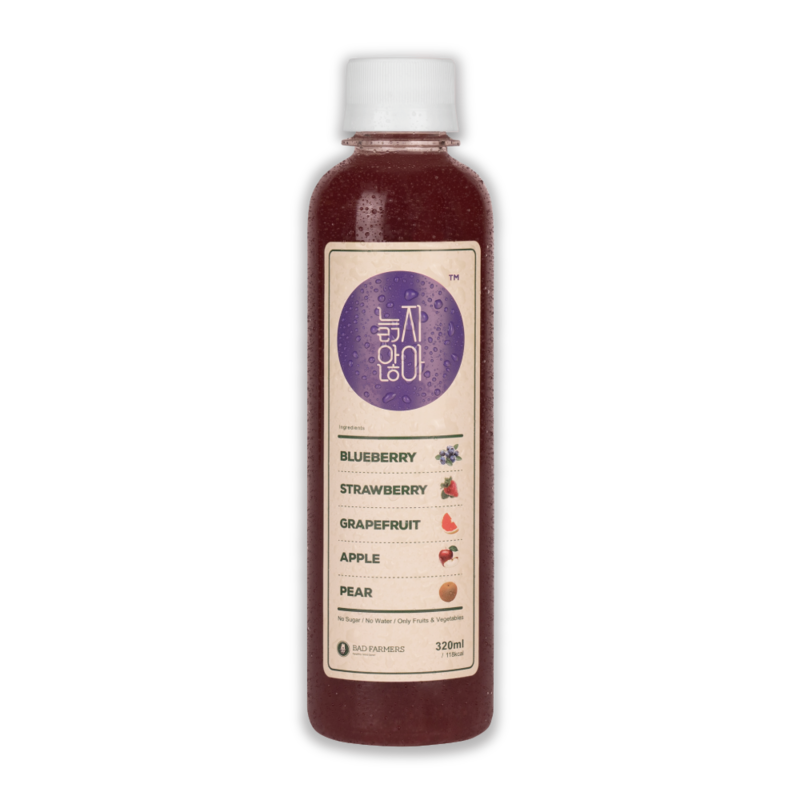 TM
늙지
않아
Ingredients
BLUEBERRY
STRAWBERRY
GRAPEFRUIT
APPLE
PEAR
No Sugar / No Water / Only Fruits & Vegetables
BAD FARMERS
320ml
/ 118kcal